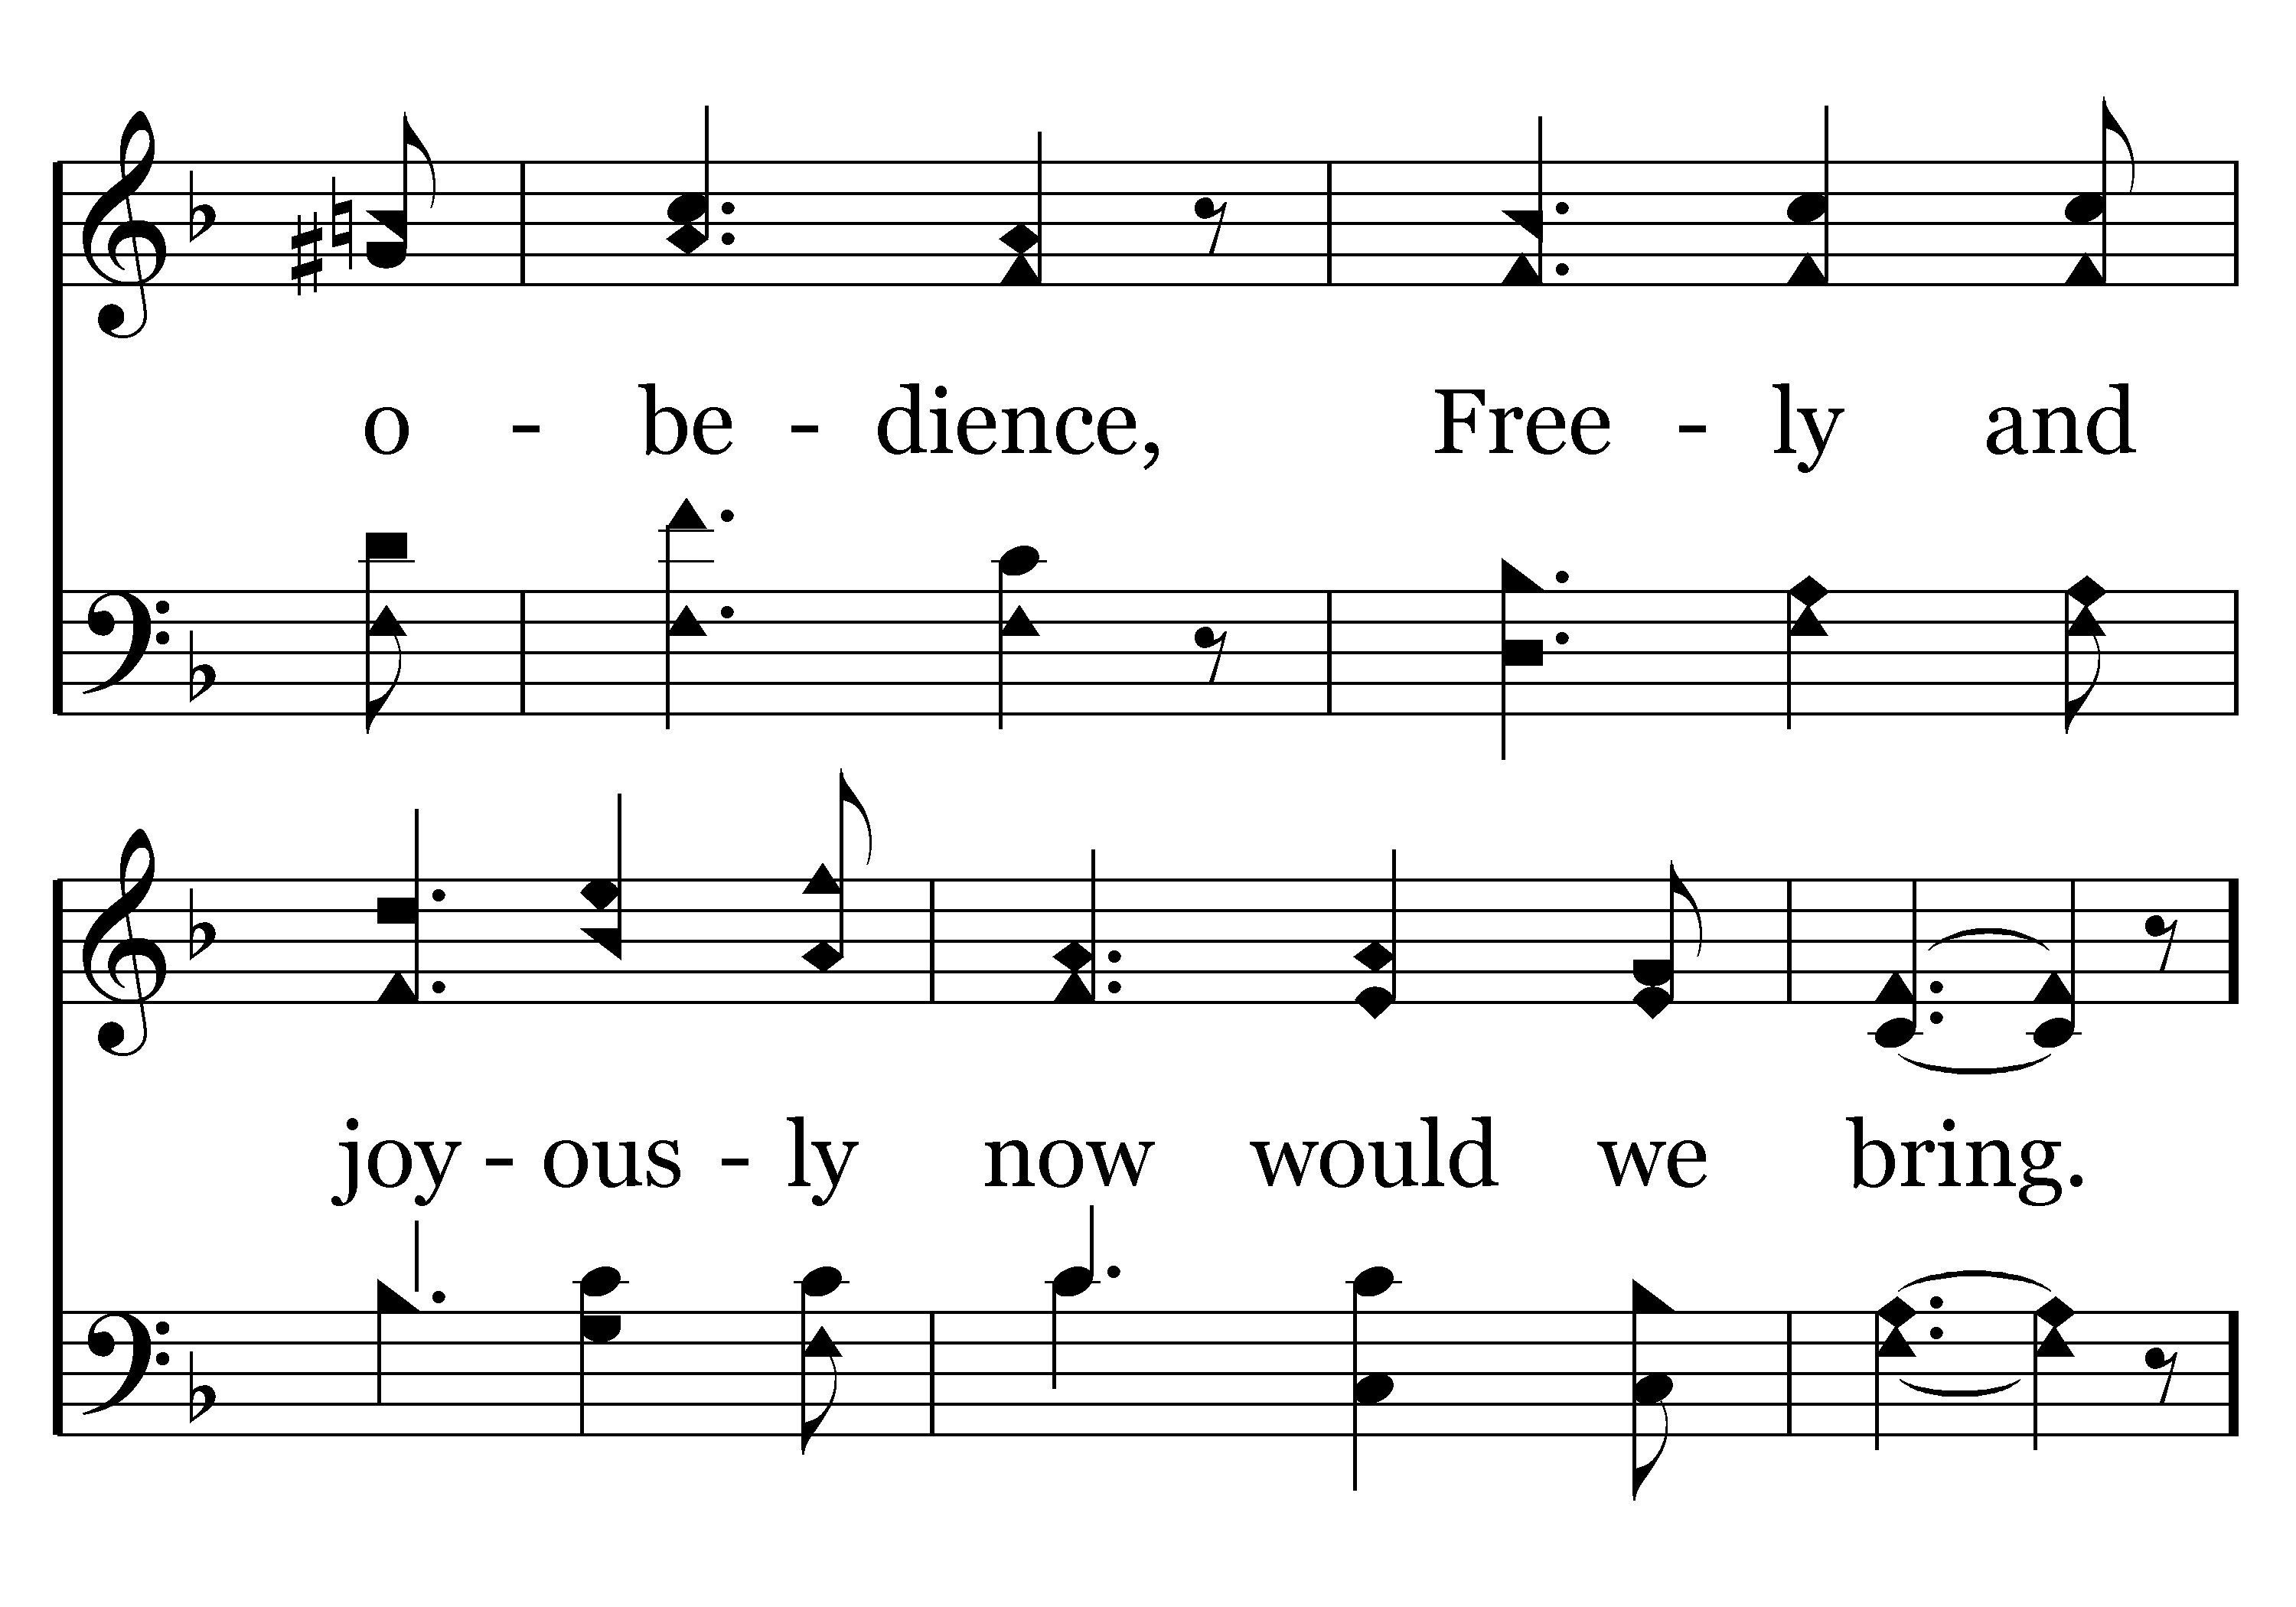 o - be - dience, Free - ly and
joy - ous - ly now would we bring.